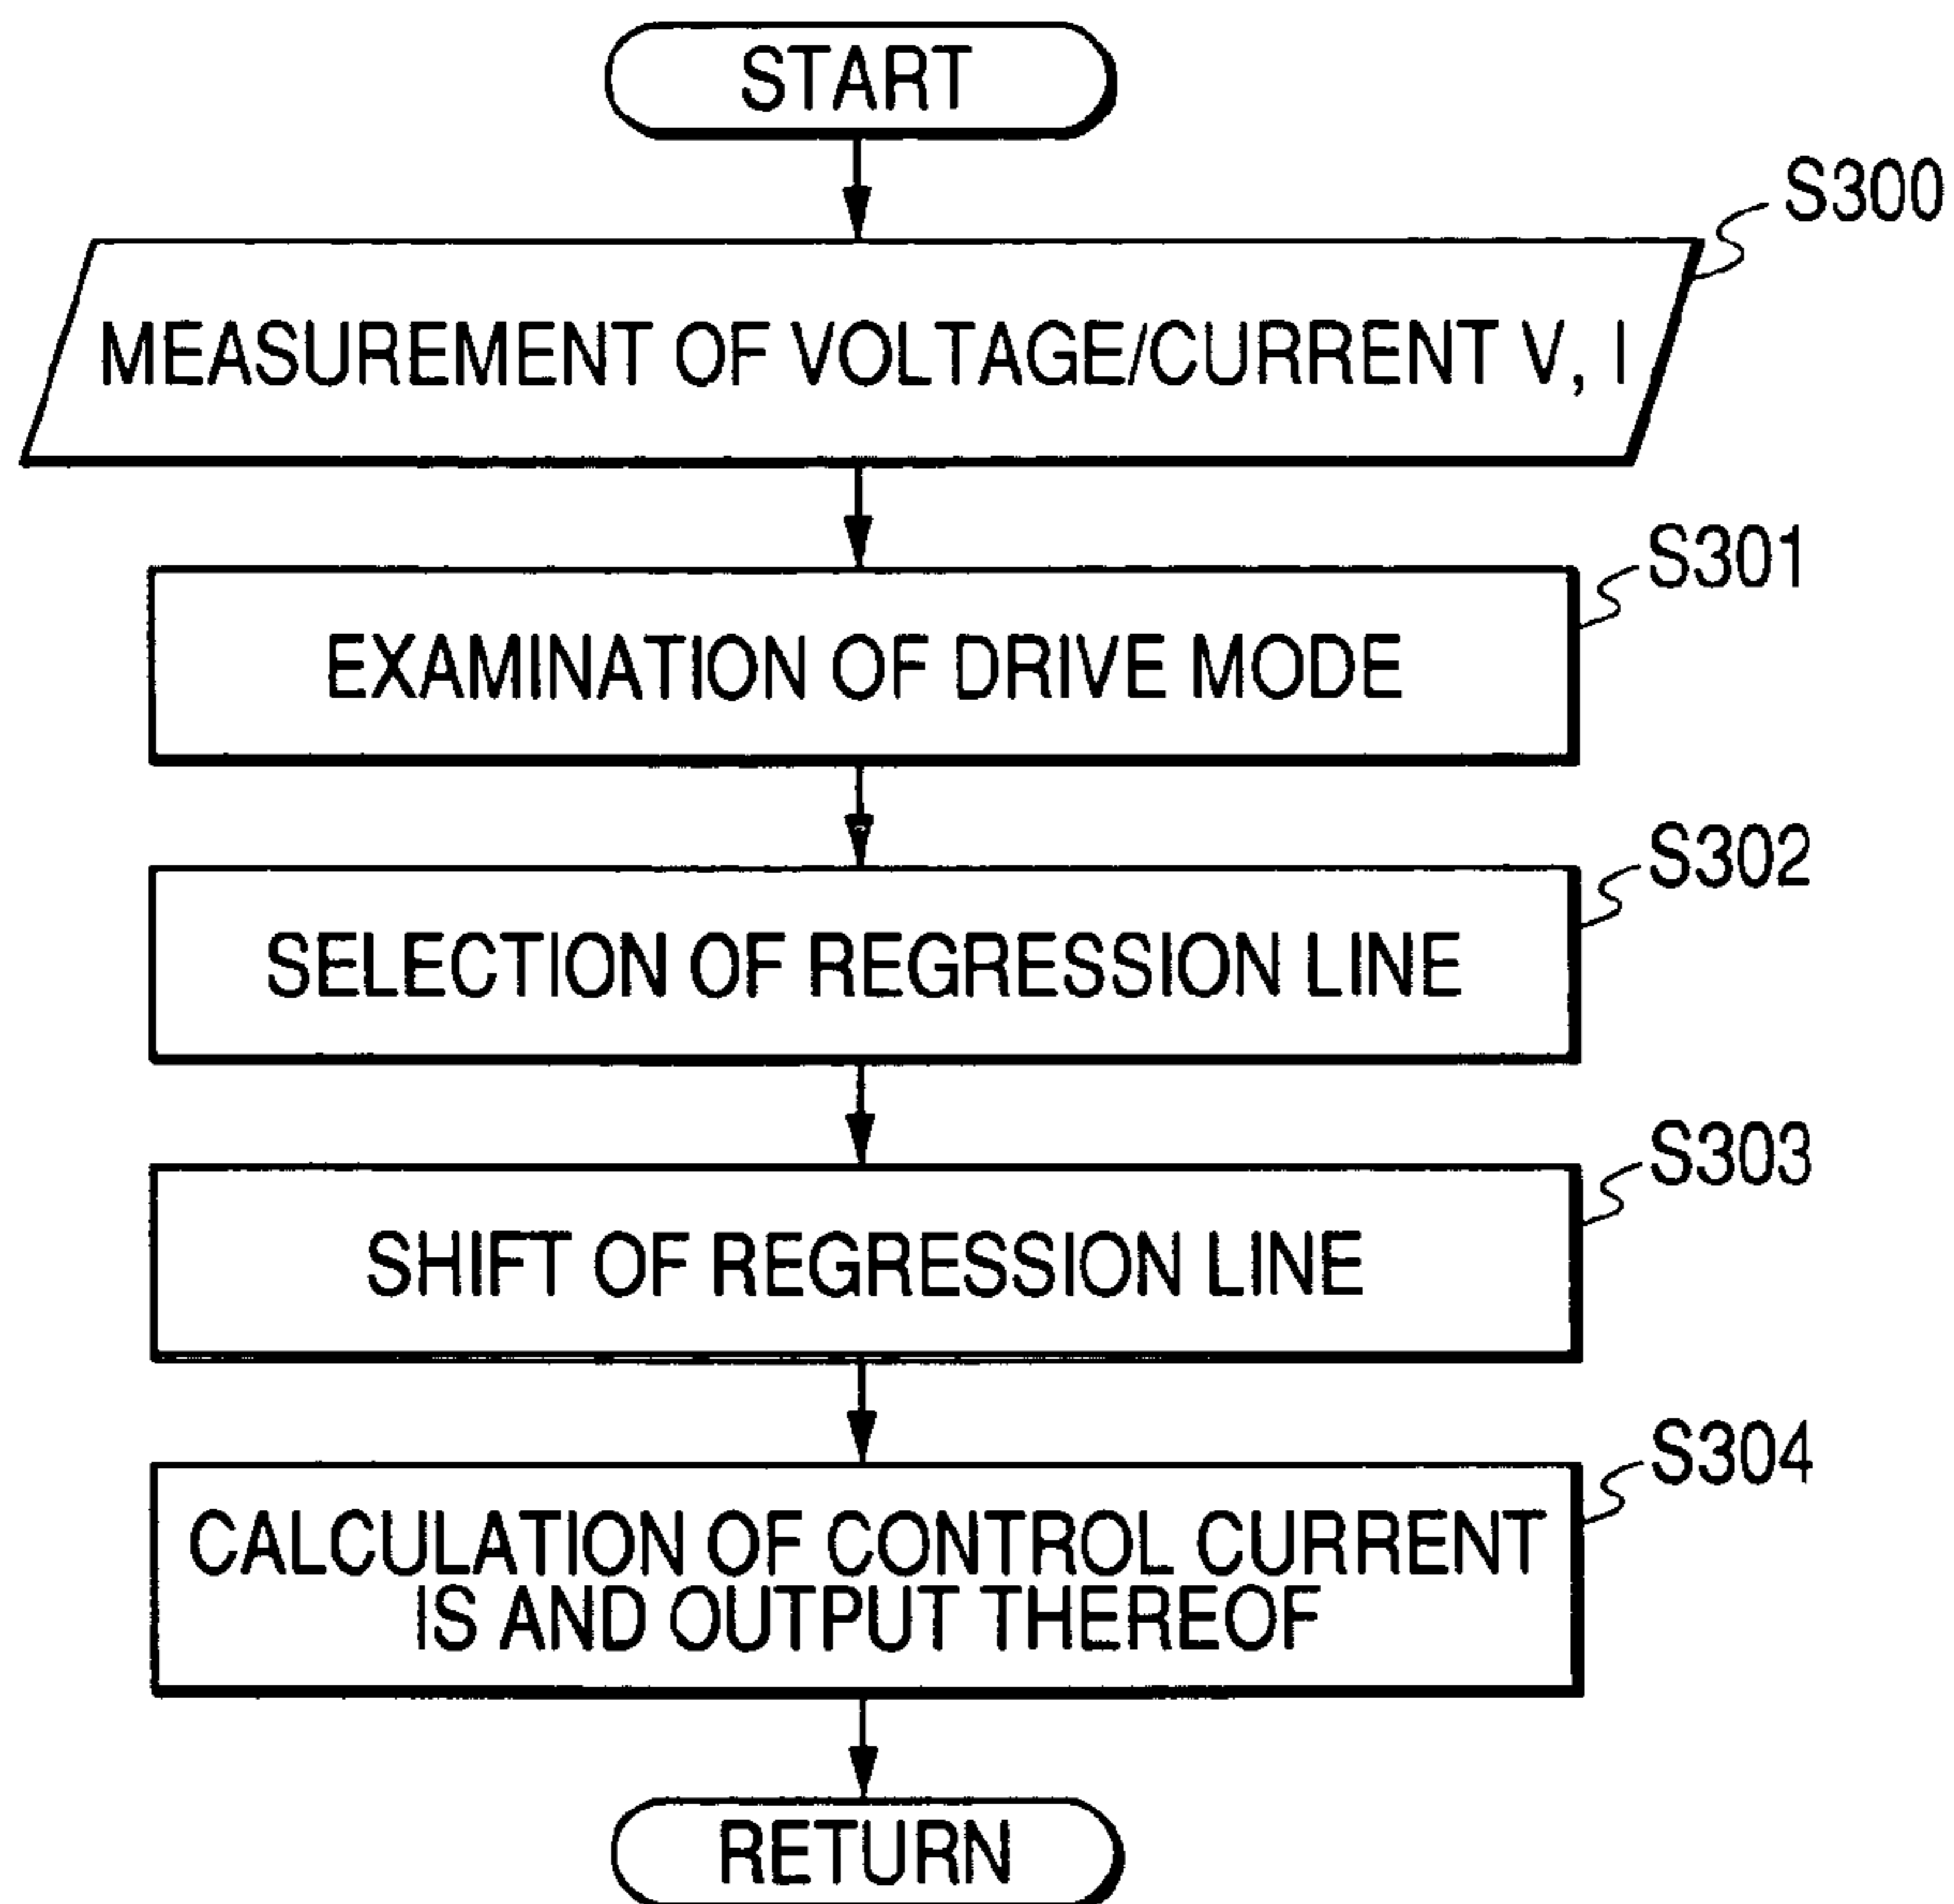 START
S300
MEASUREMENT OF VOLTAGE/CURRENT V, I
S301
EXAMINATION OF DRIVE MODE
S302
SELECTION OF REGRESSION LINE
S303
SHIFT OF REGRESSION LINE
S304
CALCULATION OF CONTROL CURRENT
IS AND OUTPUT THEREOF
RETURN